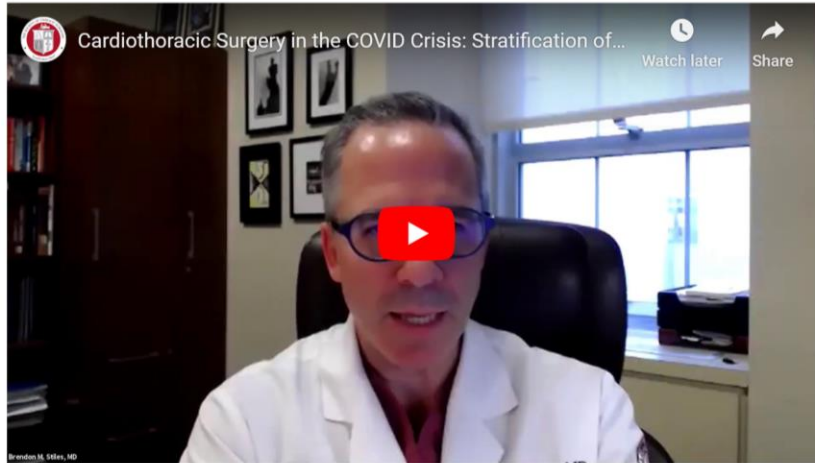 Cardiothoracic Surgery in the COVID Crisis: Stratification of…
Watch later
Share
Brendon M. Stiles, MD